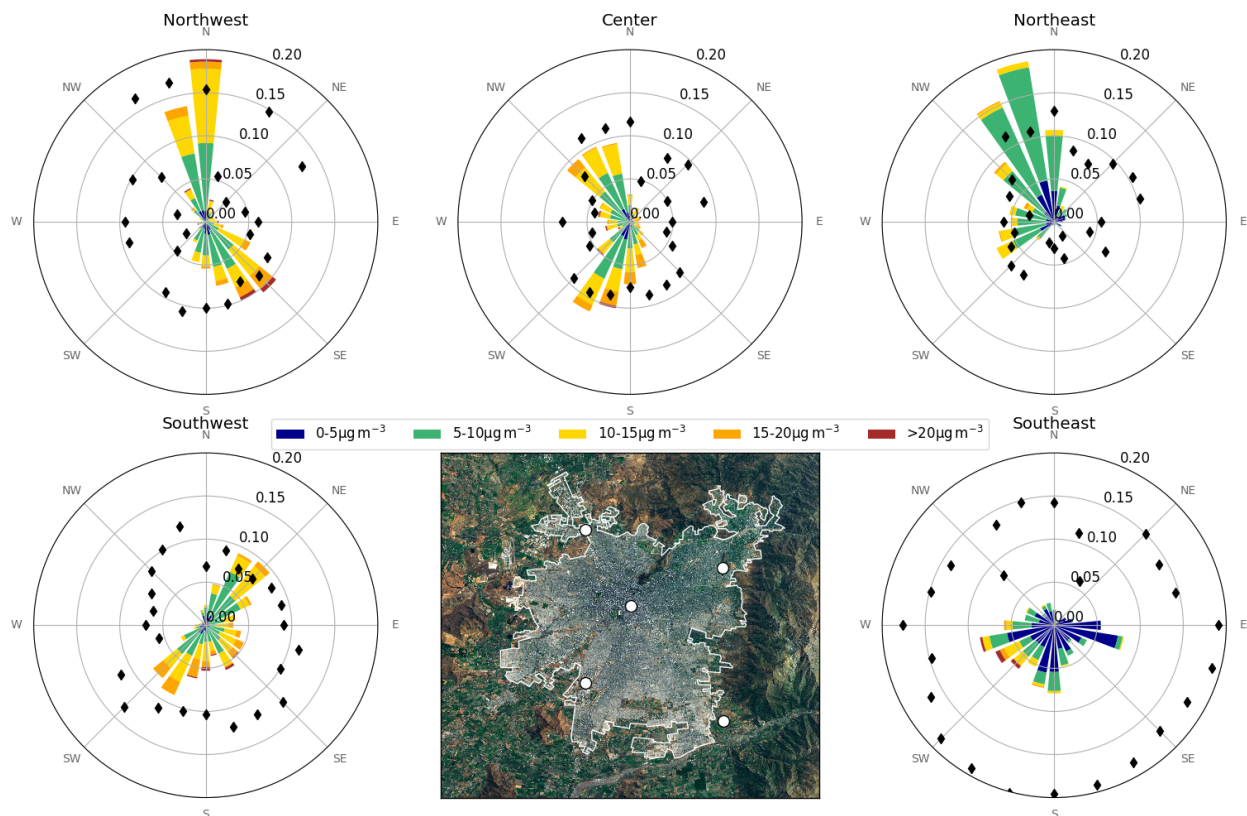 Northwest
N
NE
E
SE
S
SW
W
NW
0.00
0.05
0.10
0.15
0.20
Center
N
NE
E
SE
S
SW
W
NW
0.00
0.05
0.10
0.15
0.20
Northeast
N
NE
E
SE
S
SW
W
NW
0.00
0.05
0.10
0.15
0.20
0-5μg m⁻³ 5-10μg m⁻³ 10-15μg m⁻³ 15-20μg m⁻³ >20μg m⁻³
Southwest
N
NE
E
SE
S
SW
W
NW
0.00
0.05
0.10
0.15
0.20
Southeast
N
NE
E
SE
S
SW
W
NW
0.00
0.05
0.10
0.15
0.20